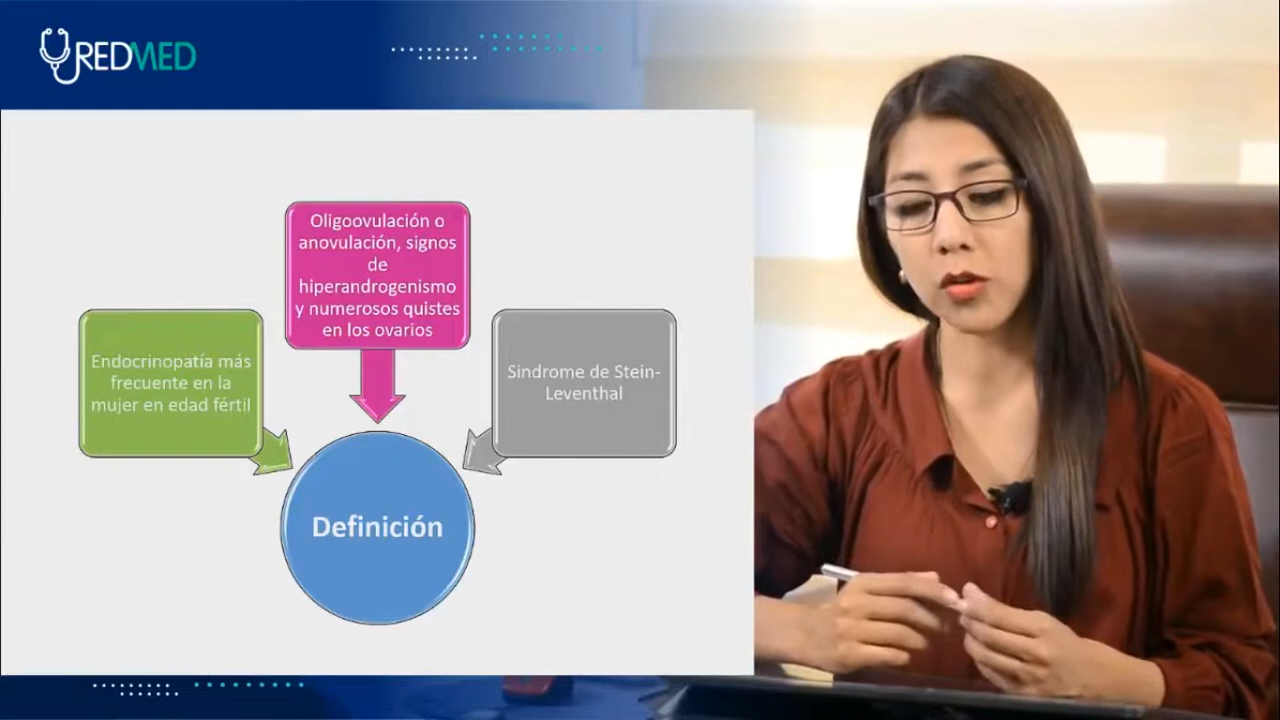 REDMED
Oligoovulación o
anovulación, signos
de
hiperandrogenismo
y numerosos quistes
en los ovarios
Endocrinopatía más
frecuente en la
mujer en edad fértil
Sindrome de Stein-
Leventhal
Definición